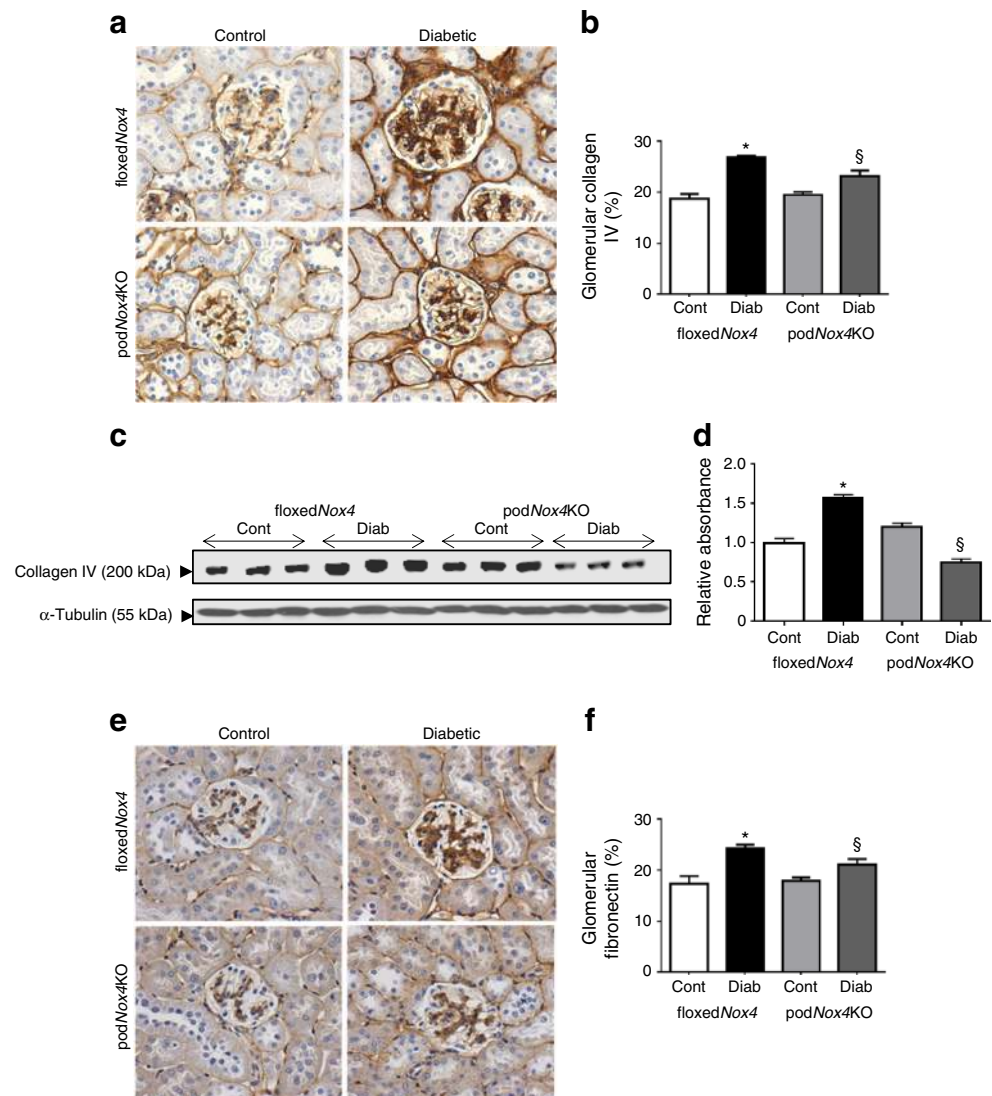 a
Control
Diabetic
floxedNox4
podNox4KO
b
Glomerular collagen
IV (%)
30
20
10
0
*
§
Cont
Diab
Cont
Diab
floxedNox4
podNox4KO
c
floxedNox4
podNox4KO
Cont
Diab
Cont
Diab
Collagen IV (200 kDa)
α-Tubulin (55 kDa)
d
Relative absorbance
2.0
1.5
1.0
0.5
0
*
§
Cont
Diab
Cont
Diab
floxedNox4
podNox4KO
e
Control
Diabetic
floxedNox4
podNox4KO
f
Glomerular
fibronectin (%)
30
20
10
0
*
§
Cont
Diab
Cont
Diab
floxedNox4
podNox4KO